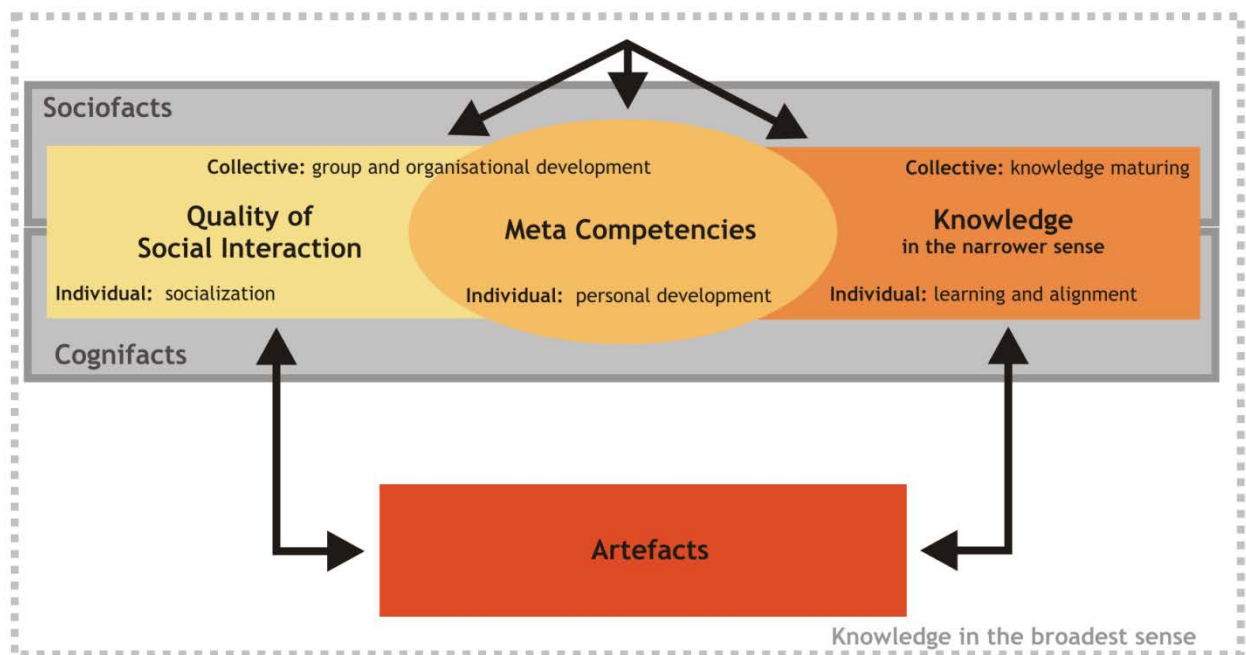 Sociofacts
Collective: group and organisational development
Collective: knowledge maturing
Quality of
Social Interaction
Meta Competencies
Knowledge
in the narrower sense
Individual: socialization
Individual: personal development
Individual: learning and alignment
Cognifacts
Artefacts
Knowledge in the broadest sense